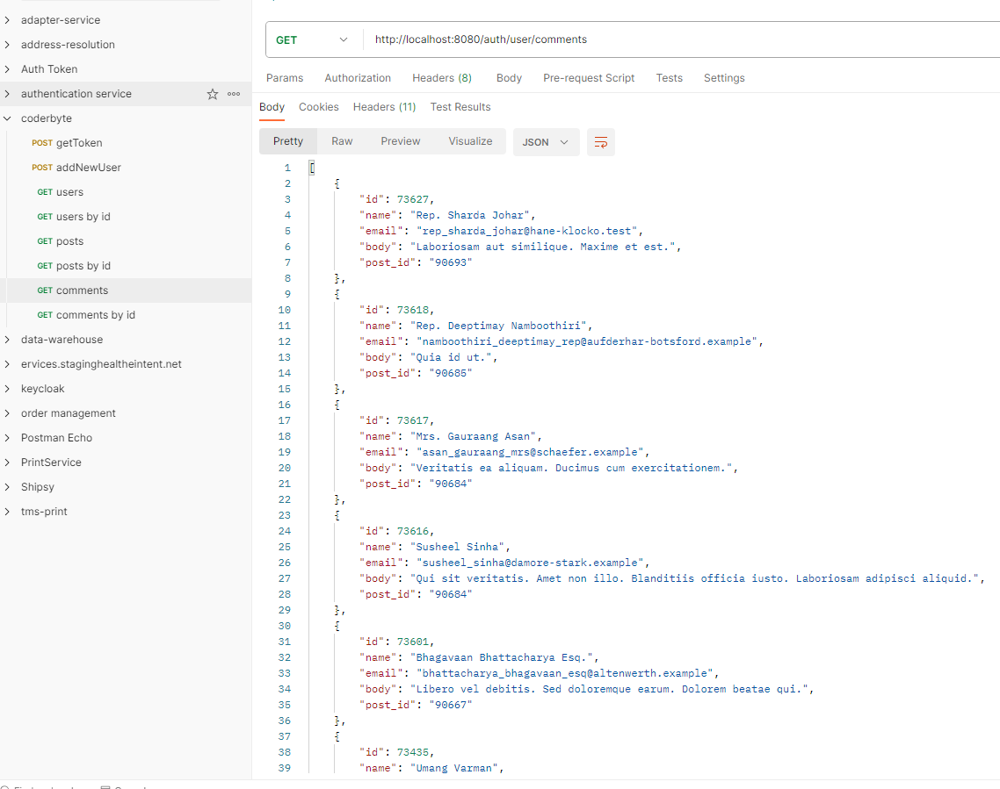 adapter-service
address-resolution
Auth Token
authentication service
coderbyte
POST getToken
POST addNewUser
GET users
GET users by id
GET posts
GET posts by id
GET comments
GET comments by id
data-warehouse
ervices.staginghealtheintent.net
keycloak
order management
Postman Echo
PrintService
Shipsy
tms-print
GET http://localhost:8080/auth/user/comments
Params Authorization Headers (8) Body Pre-request Script Tests Settings
Body Cookies Headers (11) Test Results
Pretty Raw Preview Visualize JSON
1 [
2 {
3 "id": 73627,
4 "name": "Rep. Sharda Johar",
5 "email": "rep_sharda_johar@hane-klocko.test",
6 "body": "Laboriosam aut similique. Maxime et est.",
7 "post_id": "90693"
8 },
9 {
10 "id": 73618,
11 "name": "Rep. Deeptimay Namboothiri",
12 "email": "namboothiri_deeptimay_rep@aufderhar-botsford.example",
13 "body": "Quia id ut.",
14 "post_id": "90685"
15 },
16 {
17 "id": 73617,
18 "name": "Mrs. Gauraang Asan",
19 "email": "asan_gauraang_mrs@schaefer.example",
20 "body": "Veritatis ea aliquam. Ducimus cum exercitationem.",
21 "post_id": "90684"
22 },
23 {
24 "id": 73616,
25 "name": "Susheel Sinha",
26 "email": "susheel_sinha@damore-stark.example",
27 "body": "Qui sit veritatis. Amet non illo. Blanditiis officia iusto. Laboriosam adipisci aliquid.",
28 "post_id": "90684"
29 },
30 {
31 "id": 73601,
32 "name": "Bhagavaan Bhattacharya Esq.",
33 "email": "bhattacharya_bhagavaan_esq@altenwerth.example",
34 "body": "Libero vel debitis. Sed doloremque earum. Dolorem beatae qui.",
35 "post_id": "90667"
36 },
37 {
38 "id": 73435,
39 "name": "Umang Varman",